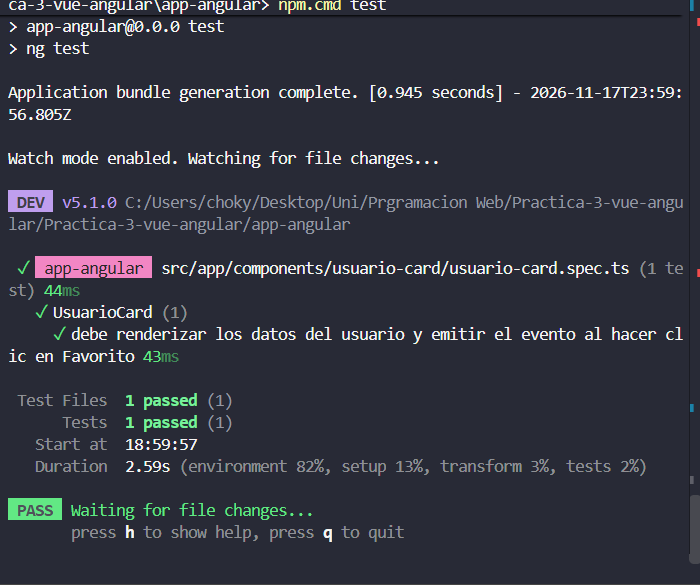 ca-3-vue-angular\app-angular> npm.cmd test
> app-angular@0.0.0 test
> ng test
Application bundle generation complete. [0.945 seconds] - 2026-11-17T23:59:
56.805Z
Watch mode enabled. Watching for file changes...
DEV v5.1.0 C:/Users/choky/Desktop/Uni/Prgramacion Web/Practica-3-vue-angu
lar/Practica-3-vue-angular/app-angular
✓ app-angular src/app/components/usuario-card/usuario-card.spec.ts (1 te
st) 44ms
✓ UsuarioCard (1)
✓ debe renderizar los datos del usuario y emitir el evento al hacer cl
ic en Favorito 43ms
Test Files 1 passed (1)
Tests 1 passed (1)
Start at 18:59:57
Duration 2.59s (environment 82%, setup 13%, transform 3%, tests 2%)
PASS Waiting for file changes...
press h to show help, press q to quit